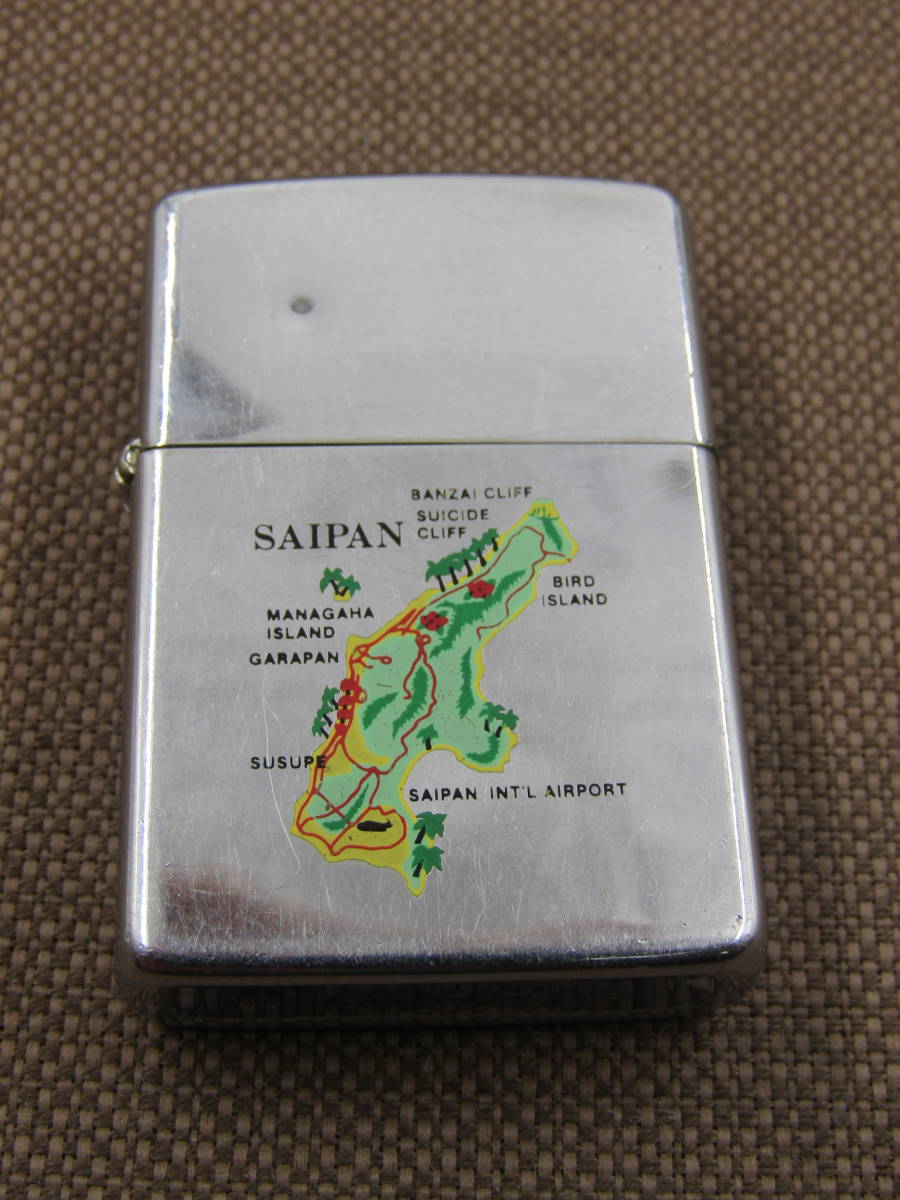 BANZAI CLIFF
SAIPAN
SUICIDE
CLIFF
BIRD
ISLAND
MANAGAHA
ISLAND
GARAPAN
SUSUPE
SAIPAN INT'L AIRPORT